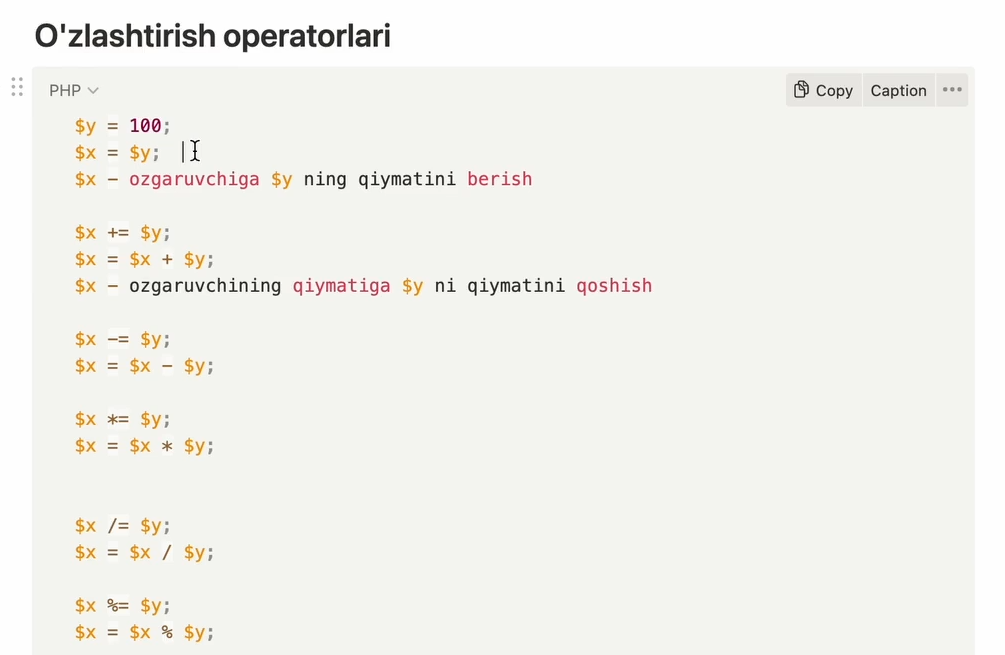 O'zlashtirish operatorlari
PHP
Copy Caption
$y = 100;
$x = $y;
$x - ozgaruvchiga $y ning qiymatini berish
$x += $y;
$x = $x + $y;
$x - ozgaruvchining qiymatiga $y ni qiymatini qoshish
$x -= $y;
$x = $x - $y;
$x *= $y;
$x = $x * $y;
$x /= $y;
$x = $x / $y;
$x %= $y;
$x = $x % $y;